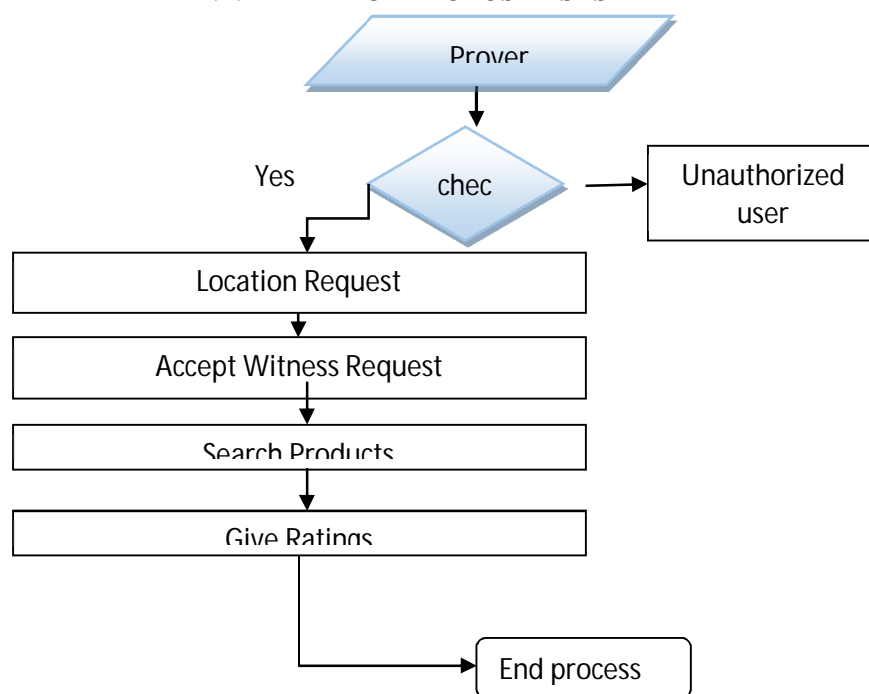 Prover
Yes
chec
Unauthorized
user
Location Request
Accept Witness Request
Search Products
Give Ratings
End process